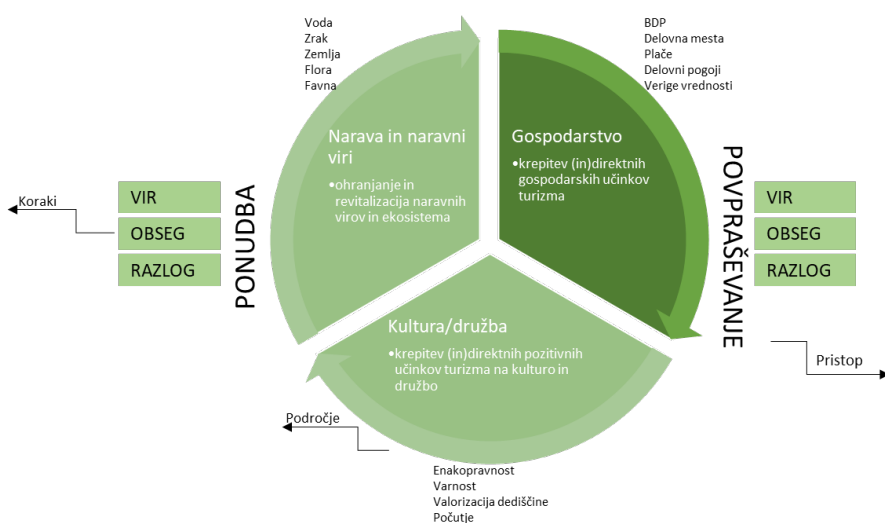 Voda
Zrak
Zemlja
Flora
Favna
BDP
Delovna mesta
Plače
Delovni pogoji
Verige vrednosti
Narava in naravni
viri
•ohranjanje in
revitalizacija naravnih
virov in ekosistema
Gospodarstvo
•krepitev (in)direktnih
gospodarskih učinkov
turizma
Koraki
VIR
OBSEG
RAZLOG
PONUDBA
POVPRAŠEVANJE
VIR
OBSEG
RAZLOG
Kultura/družba
•krepitev (in)direktnih pozitivnih
učinkov turizma na kulturo in
družbo
Pristop
Področje
Enakopravnost
Varnost
Valorizacija dediščine
Počutje